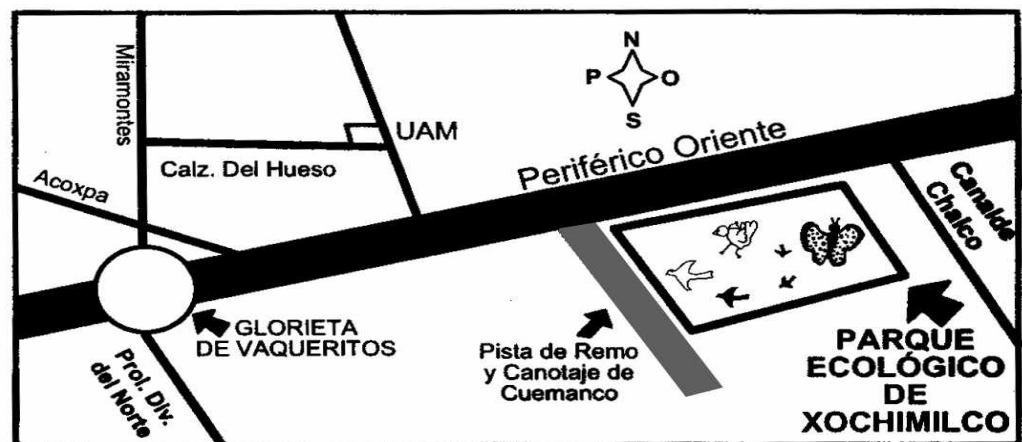 Miramontes
N
P O
S
UAM
Calz. Del Hueso
Periférico Oriente
Acoxpa
Canal de
Chalco
GLORIETA
DE VAQUERITOS
Prol. Div.
del Norte
Pista de Remo
y Canotaje de
Cuemanco
PARQUE
ECOLÓGICO
DE
XOCHIMILCO